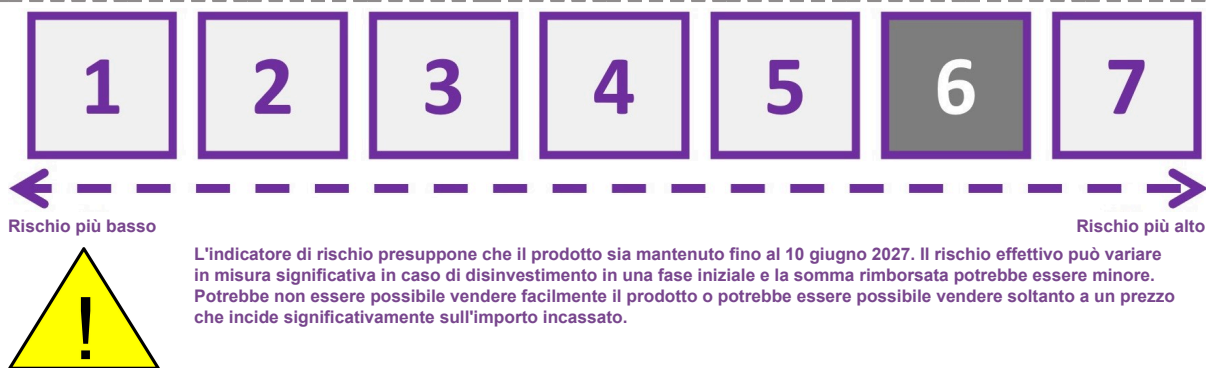 1 2 3 4 5 6 7
Rischio più basso Rischio più alto
L'indicatore di rischio presuppone che il prodotto sia mantenuto fino al 10 giugno 2027. Il rischio effettivo può variare
in misura significativa in caso di disinvestimento in una fase iniziale e la somma rimborsata potrebbe essere minore.
Potrebbe non essere possibile vendere facilmente il prodotto o potrebbe essere possibile vendere soltanto a un prezzo
che incide significativamente sull'importo incassato.
!